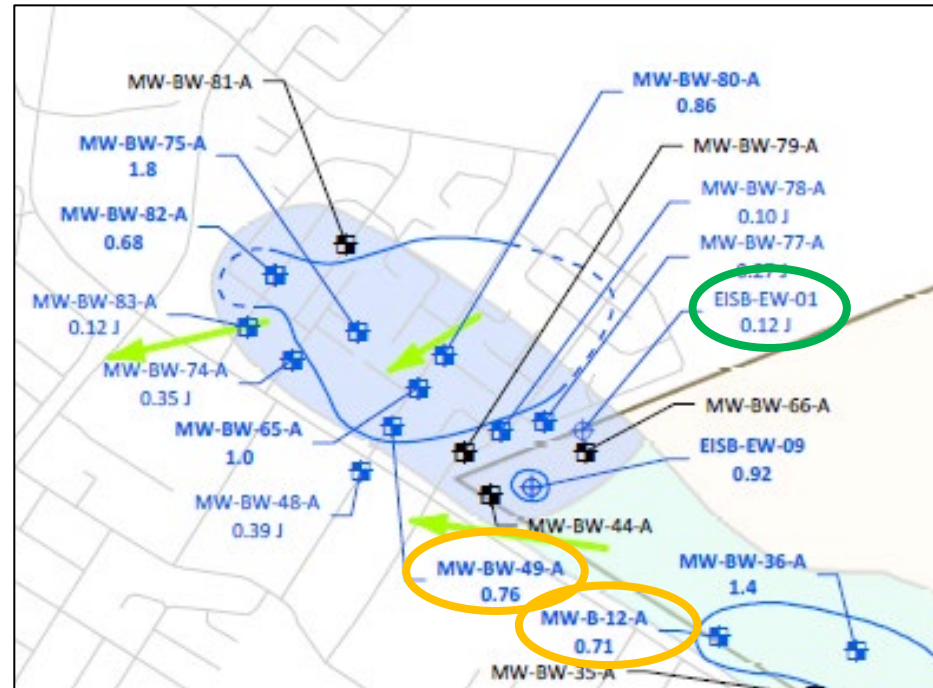 MW-BW-81-A
MW-BW-80-A
0.86
MW-BW-75-A
1.8
MW-BW-79-A
MW-BW-78-A
0.10 J
MW-BW-82-A
0.68
MW-BW-77-A
0.27 J
MW-BW-83-A
0.12 J
EISB-EW-01
0.12 J
MW-BW-74-A
0.35 J
MW-BW-66-A
MW-BW-65-A
1.0
EISB-EW-09
0.92
MW-BW-48-A
0.39 J
MW-BW-44-A
MW-BW-49-A
0.76
MW-BW-36-A
1.4
MW-B-12-A
0.71
MW-BW-35-A